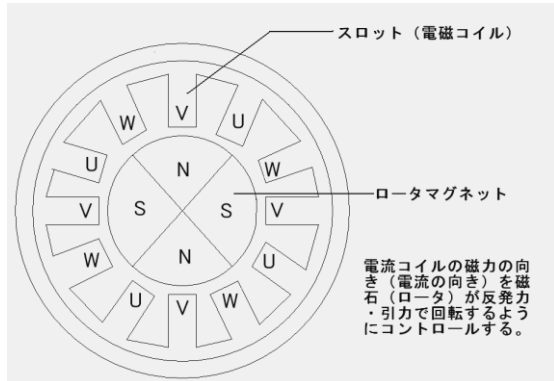 スロット（電磁コイル）
V
W
U
U
W
N
V
S
S
V
ロータマグネット
W
N
U
U
V
W
電流コイルの磁力の向
き（電流の向き）を磁
石（ロータ）が反発力
・引力で回転するよう
にコントロールする。